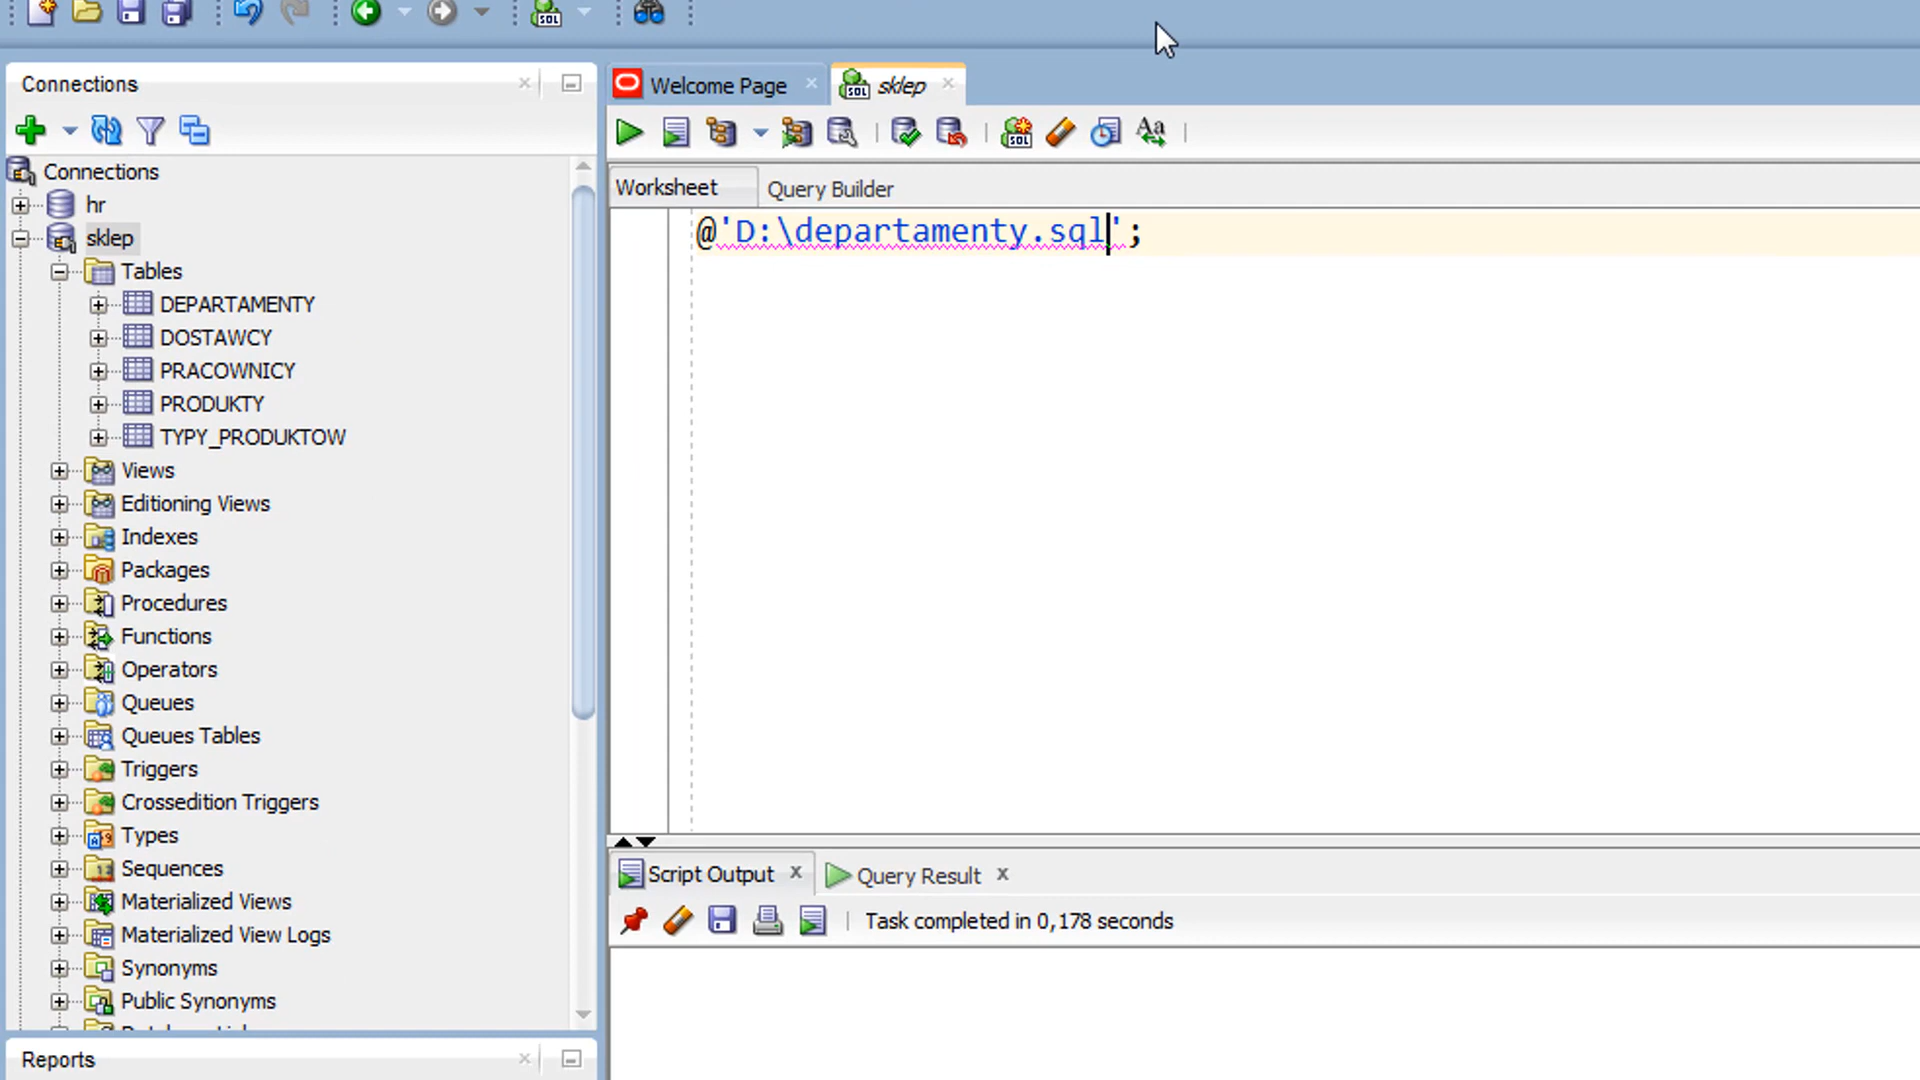 Connections
Connections
hr
sklep
Tables
DEPARTAMENTY
DOSTAWCY
PRACOWNICY
PRODUKTY
TYPY_PRODUKTOW
Views
Editioning Views
Indexes
Packages
Procedures
Functions
Operators
Queues
Queues Tables
Triggers
Crossedition Triggers
Types
Sequences
Materialized Views
Materialized View Logs
Synonyms
Public Synonyms
Reports
Welcome Page
sklep
Worksheet
Query Builder
@'D:\departamenty.sql';
Script Output
Query Result
Task completed in 0,178 seconds